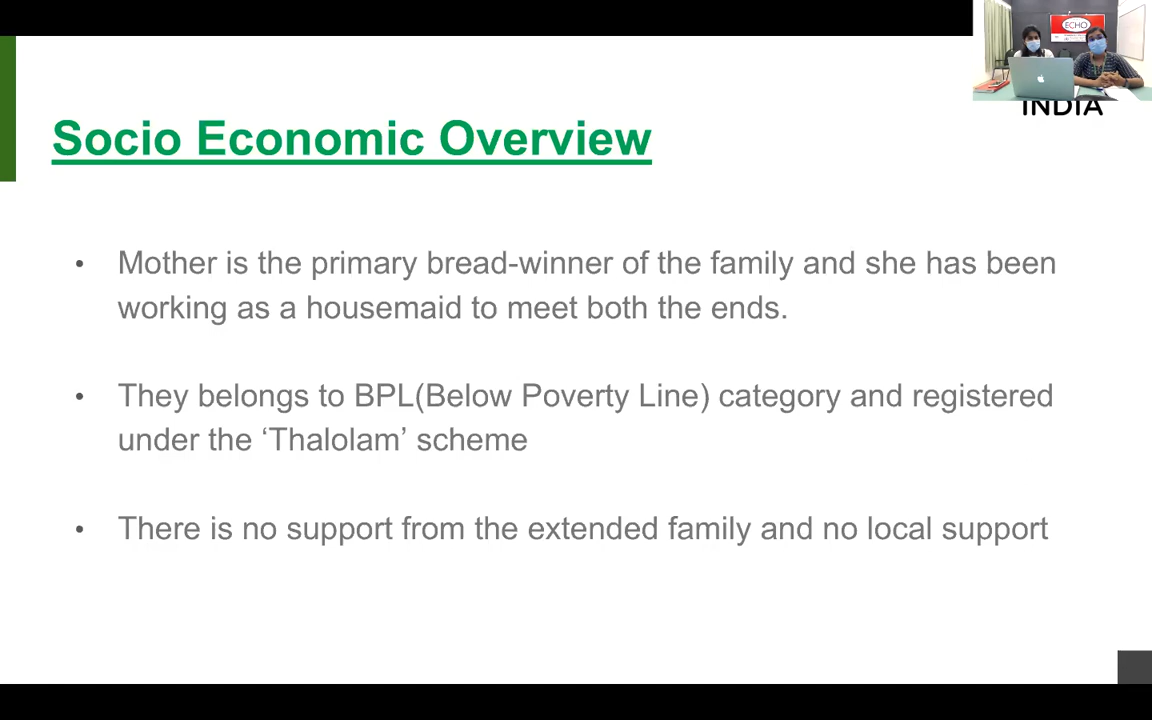 ECHO
INDIA
Socio Economic Overview
• Mother is the primary bread-winner of the family and she has been
working as a housemaid to meet both the ends.
• They belongs to BPL(Below Poverty Line) category and registered
under the ‘Thalolam’ scheme
• There is no support from the extended family and no local support